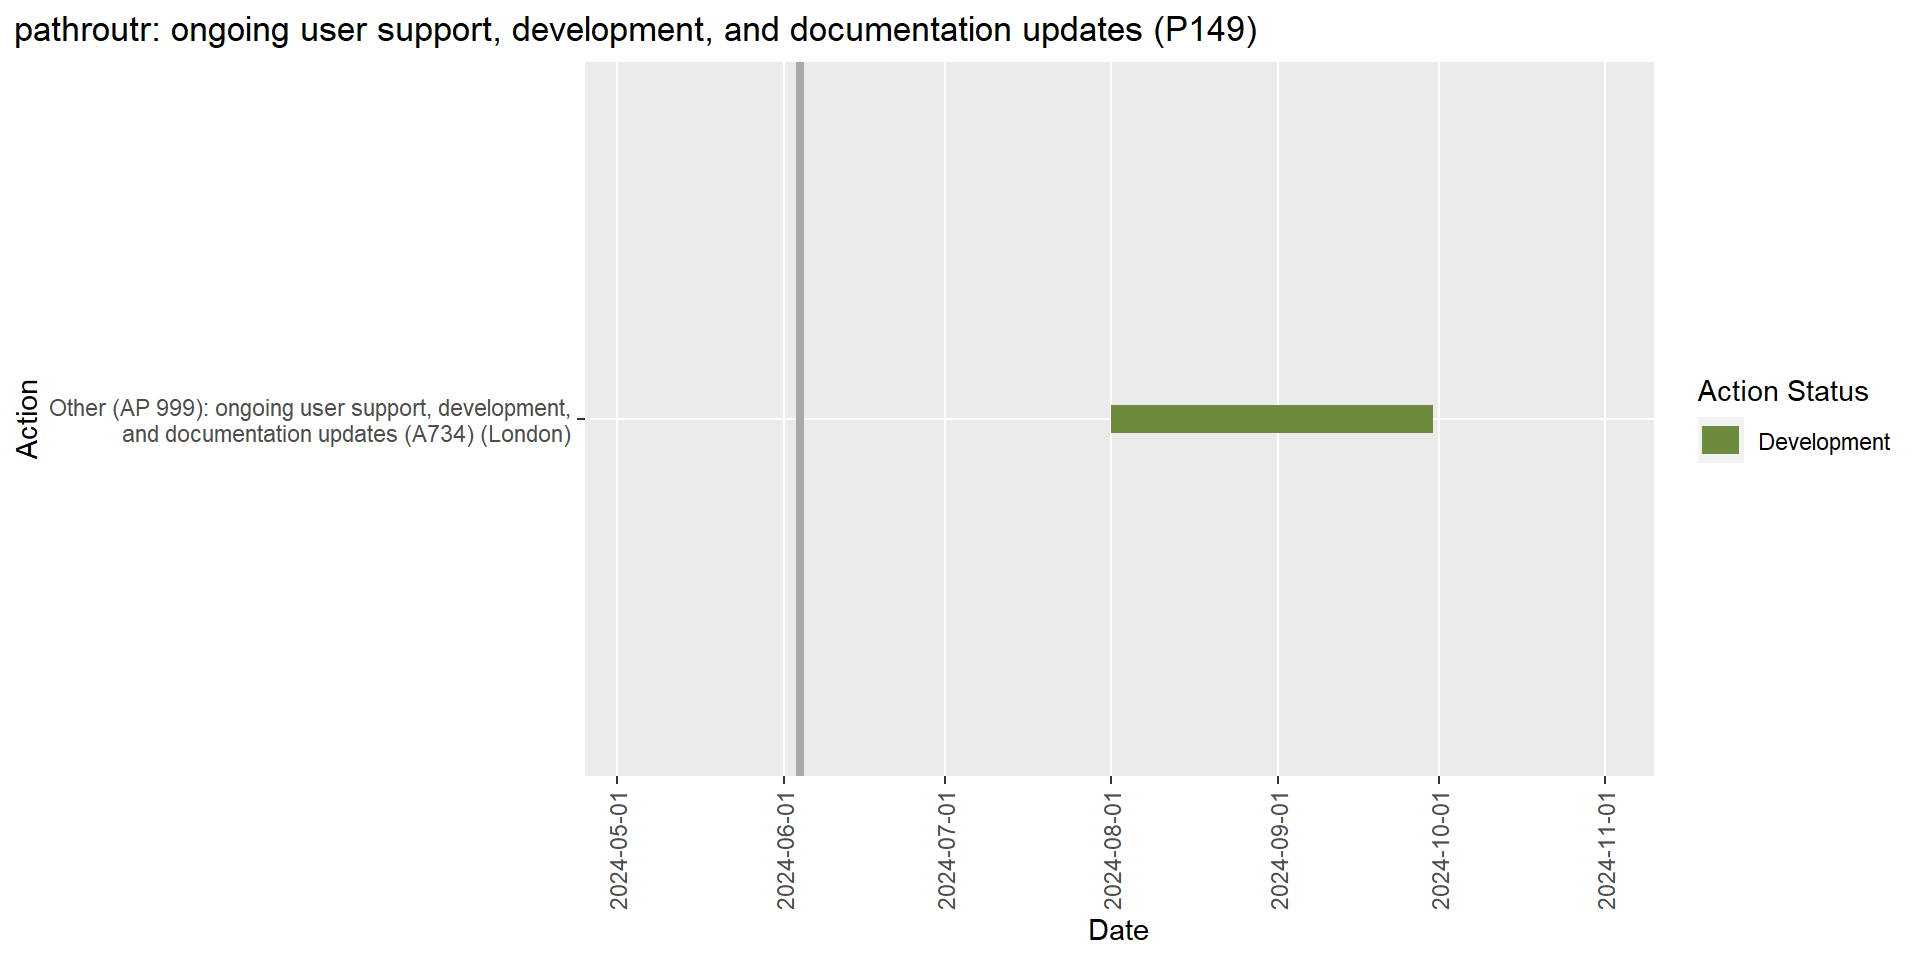 pathroutr: ongoing user support, development, and documentation updates (P149)
Action
Other (AP 999): ongoing user support, development,
and documentation updates (A734) (London)
Action Status
Development
2024-05-01
2024-06-01
2024-07-01
2024-08-01
2024-09-01
2024-10-01
2024-11-01
Date